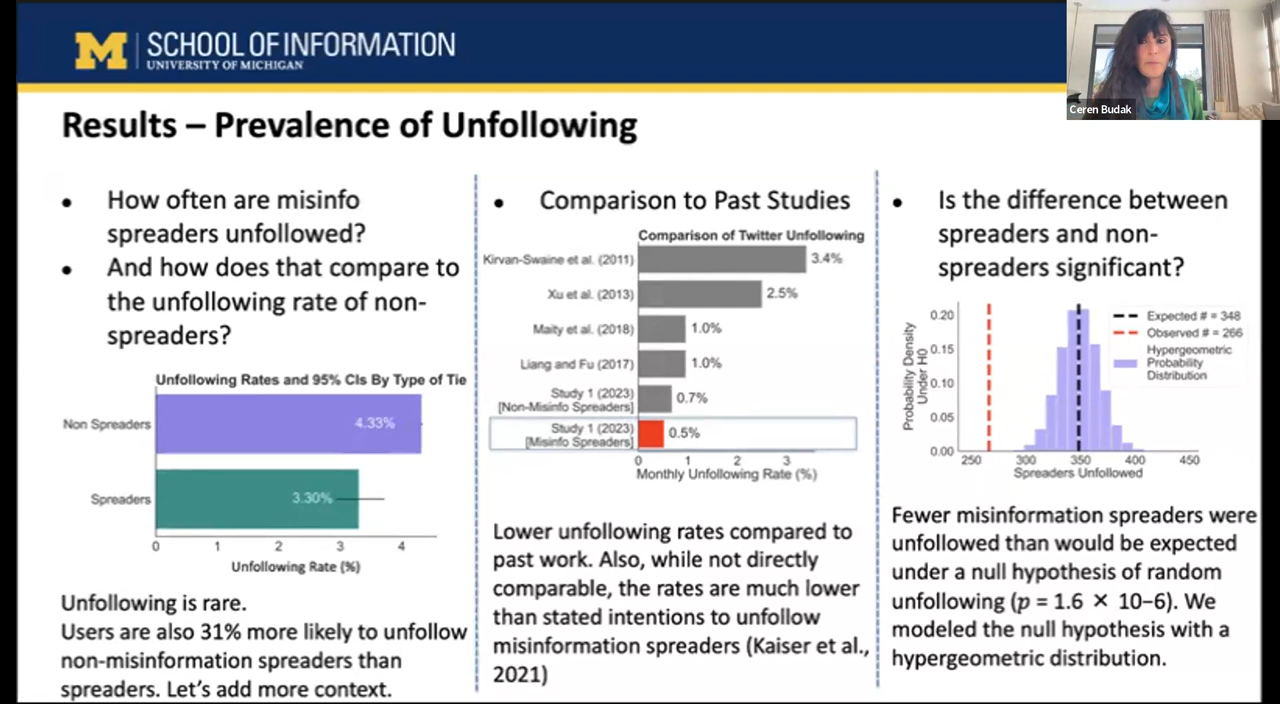 M
SCHOOL OF INFORMATION
UNIVERSITY OF MICHIGAN
Ceren Budak
Results – Prevalence of Unfollowing
• How often are misinfo
spreaders unfollowed?
• And how does that compare to
the unfollowing rate of non-
spreaders?
Unfollowing Rates and 95% CIs By Type of Tie
Non Spreaders
4.33%
Spreaders
3.30%
0 1 2 3 4
Unfollowing Rate (%)
Unfollowing is rare.
Users are also 31% more likely to unfollow
non-misinformation spreaders than
spreaders. Let's add more context.
• Comparison to Past Studies
Comparison of Twitter Unfollowing
Kirvan-Swaine et al. (2011) 3.4%
Xu et al. (2013) 2.5%
Maity et al. (2018) 1.0%
Liang and Fu (2017) 1.0%
Study 1 (2023)
[Non-Misinfo Spreaders] 0.7%
Study 1 (2023)
[Misinfo Spreaders] 0.5%
0 1 2 3
Monthly Unfollowing Rate (%)
Lower unfollowing rates compared to
past work. Also, while not directly
comparable, the rates are much lower
than stated intentions to unfollow
misinformation spreaders (Kaiser et al.,
2021)
• Is the difference between
spreaders and non-
spreaders significant?
Probability Density
Under H0
0.20
0.15
0.10
0.05
0.00
250 300 350 400 450
Spreaders Unfollowed
Expected # = 348
Observed # = 266
Hypergeometric
Probability
Distribution
Fewer misinformation spreaders were
unfollowed than would be expected
under a null hypothesis of random
unfollowing (p = 1.6 × 10−6). We
modeled the null hypothesis with a
hypergeometric distribution.